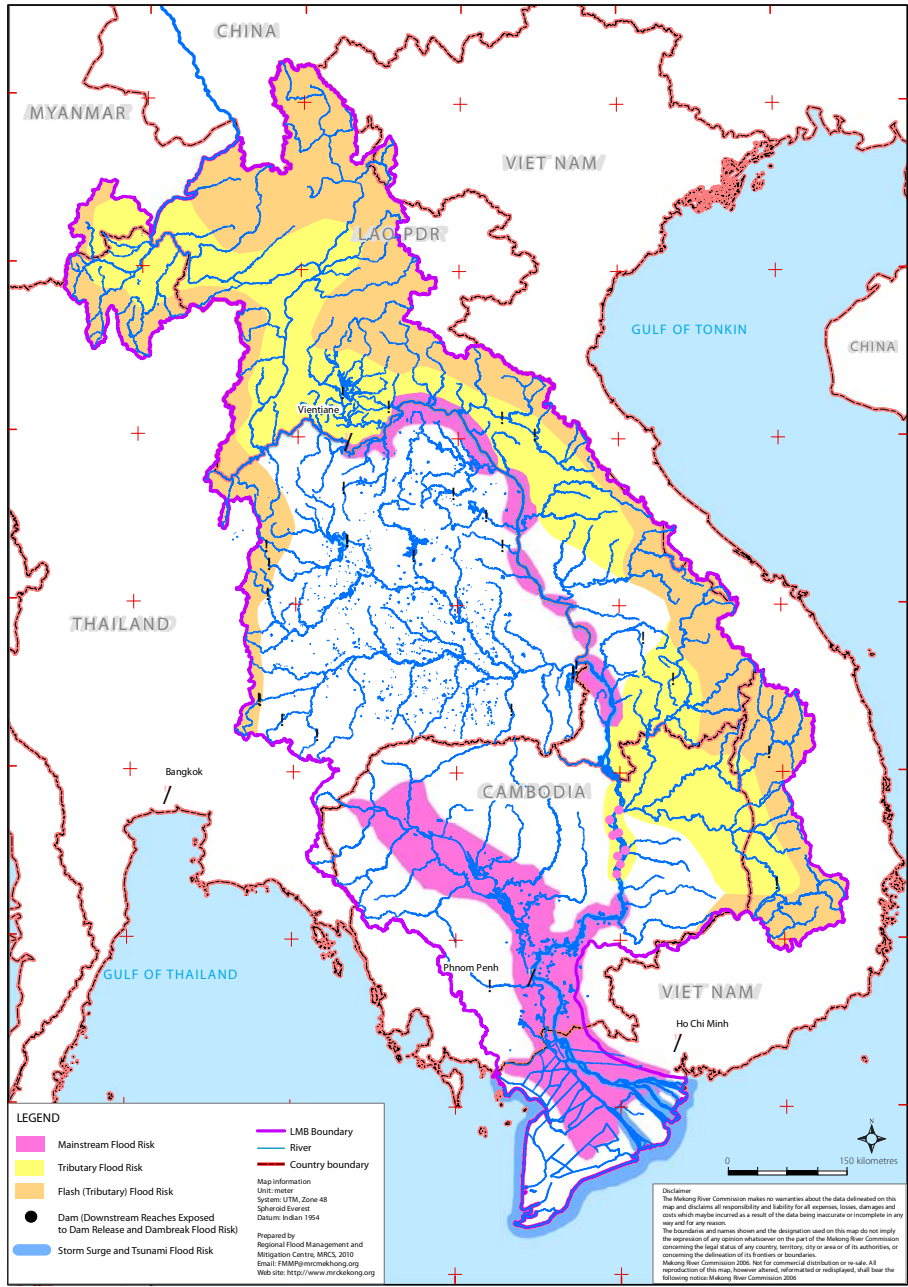 CHINA
MYANMAR
VIET NAM
LAO PDR
GULF OF TONKIN
CHINA
Vientiane
THAILAND
Bangkok
CAMBODIA
GULF OF THAILAND
Phnom Penh
VIET NAM
Ho Chi Minh
LEGEND
Mainstream Flood Risk
Tributary Flood Risk
Flash (Tributary) Flood Risk
Dam (Downstream Reaches Exposed
to Dam Release and Dambreak Flood Risk)
Storm Surge and Tsunami Flood Risk
LMB Boundary
River
Country boundary
Map information
Unit: meter
System: UTM, Zone 48
Spheroid Everest
Datum: Indian 1954
Prepared by
Regional Flood Management and
Mitigation Centre, MRCS, 2010
Email: FMMP@mrcmekhong.org
Web site: http://www.mrckekong.org
N
0 150 kilometres
Disclaimer
The Mekong River Commission makes no warranties about the data delineated on this
map and disclaims all responsibility and liability for all expenses, losses, damages and
costs which maybe incurred as a result of the data being inaccurate or incomplete in any
way and for any reason.
The boundaries and names shown and the designation used on this map do not imply
the expression of any opinion whatsoever on the part of the Mekong River Commission
concerning the legal status of any country, territory, city or area or of its authorities, or
concerning the delineation of its frontiers or boundaries.
Mekong River Commission 2006. Not for commercial distribution or re-sale. All
reproduction of this map, however altered, reformatted or redisplayed, shall bear the
following notice: Mekong River Commission 2006